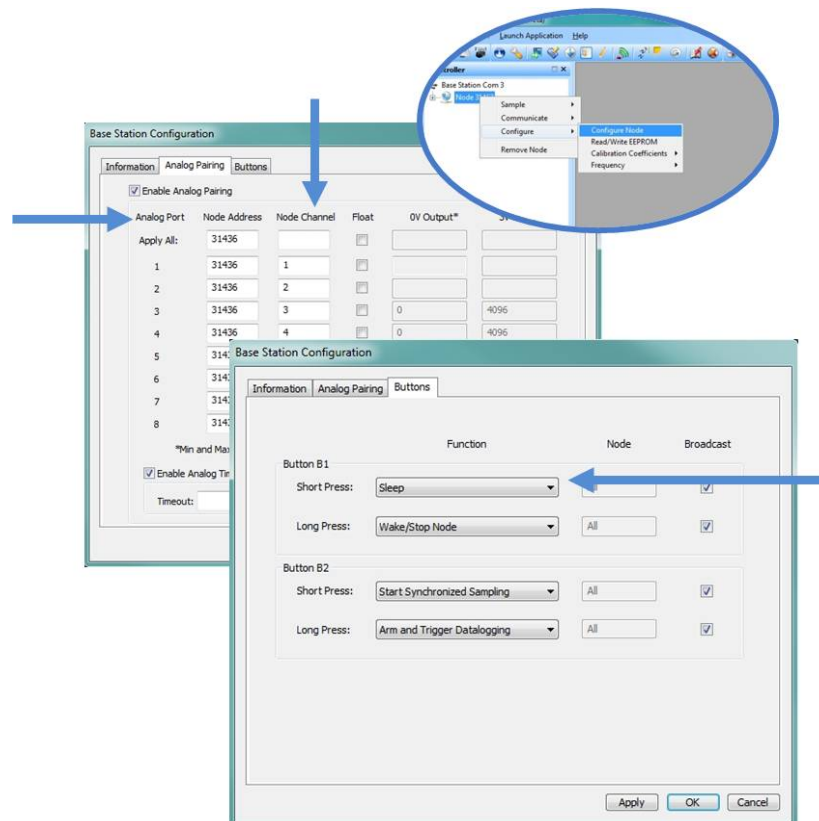 Launch Application Help
Base Station Com 3
Node
Sample
Communicate
Configure
Remove Node
Configure Node
Read/Write EEPROM
Calibration Coefficients
Frequency
Base Station Configuration
Information Analog Pairing Buttons
Enable Analog Pairing
Analog Port Node Address Node Channel Float 0V Output*
Apply All: 31436
1 31436 1
2 31436 2
3 31436 3 0 4096
4 31436 4 0 4096
5
6
7
8
*Min and
Enable Analog
Timeout:
Base Station Configuration
Information Analog Pairing Buttons
Function Node Broadcast
Button B1
Short Press: Sleep
Long Press: Wake/Stop Node All
Button B2
Short Press: Start Synchronized Sampling All
Long Press: Arm and Trigger Datalogging All
Apply OK Cancel